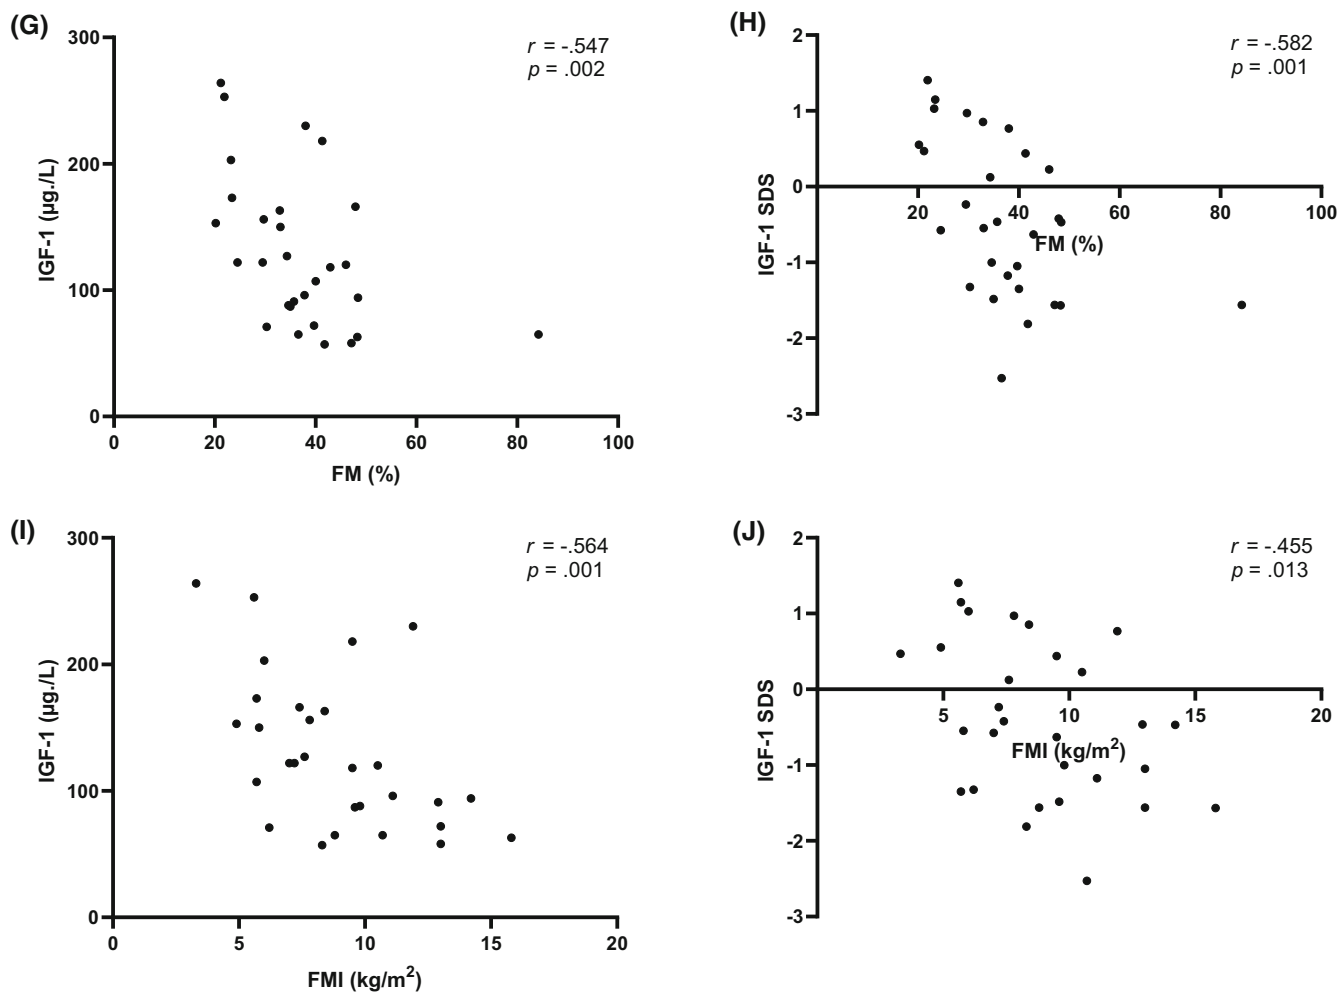 (G)
r = -.547
p = .002
300
200
100
0
IGF-1 (µg./L)
0 20 40 60 80 100
FM (%)
(H)
r = -.582
p = .001
2
1
0
-1
-2
-3
IGF-1 SDS
20 40 60 80 100
FM (%)
(I)
r = -.564
p = .001
300
200
100
0
IGF-1 (µg./L)
0 5 10 15 20
FMI (kg/m²)
(J)
r = -.455
p = .013
2
1
0
-1
-2
-3
IGF-1 SDS
5 10 15 20
FMI (kg/m²)